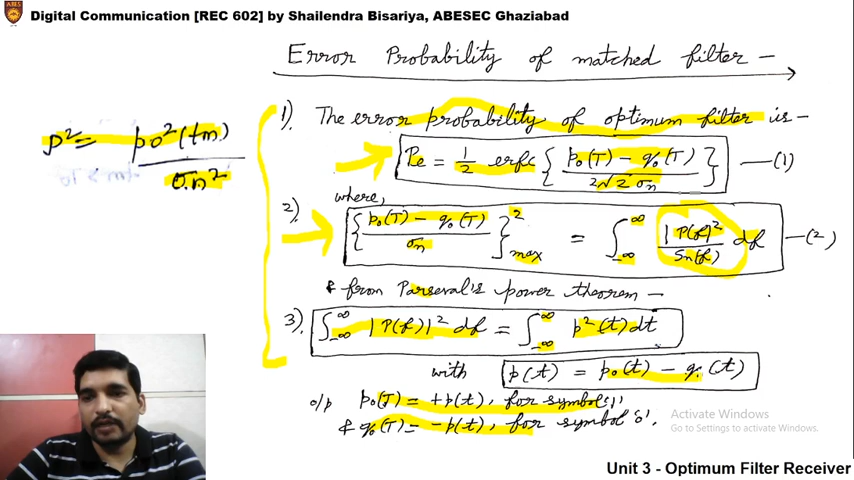 Digital Communication [REC 602] by Shailendra Bisariya, ABESEC Ghaziabad
Error Probability of matched filter –
ρ² = po²(tm) / σn²
1). The error probability of optimum filter is –
Pe = 1/2 erfc { po(T) – qo(T) / 2√2 σn } —(1)
where,
2). { po(T) – qo(T) / σn }²max = ∫_-∞^∞ |P(f)|² / Sn(f) df —(2)
& from Parseval's power theorem –
3). ∫_-∞^∞ |P(f)|² df = ∫_-∞^∞ p²(t) dt
with p(t) = po(t) – q(t)
o/p po(T) = +p(t), for symbol '1'
& qo(T) = –p(t), for symbol '0'.
Activate Windows
Go to Settings to activate Windows.
Unit 3 - Optimum Filter Receiver